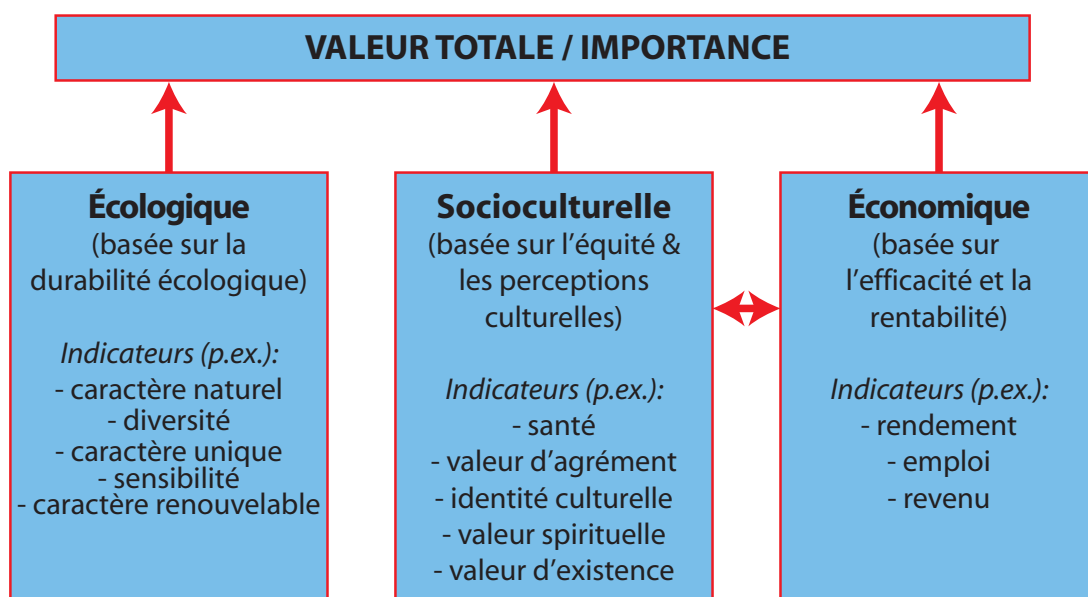 VALEUR TOTALE / IMPORTANCE
Écologique
(basée sur la
durabilité écologique)
Indicateurs (p.ex.):
- caractère naturel
- diversité
- caractère unique
- sensibilité
- caractère renouvelable
Socioculturelle
(basée sur l’équité &
les perceptions
culturelles)
Indicateurs (p.ex.):
- santé
- valeur d’agrément
- identité culturelle
- valeur spirituelle
- valeur d’existence
Économique
(basée sur
l’efficacité et la
rentabilité)
Indicateurs (p.ex.):
- rendement
- emploi
- revenu